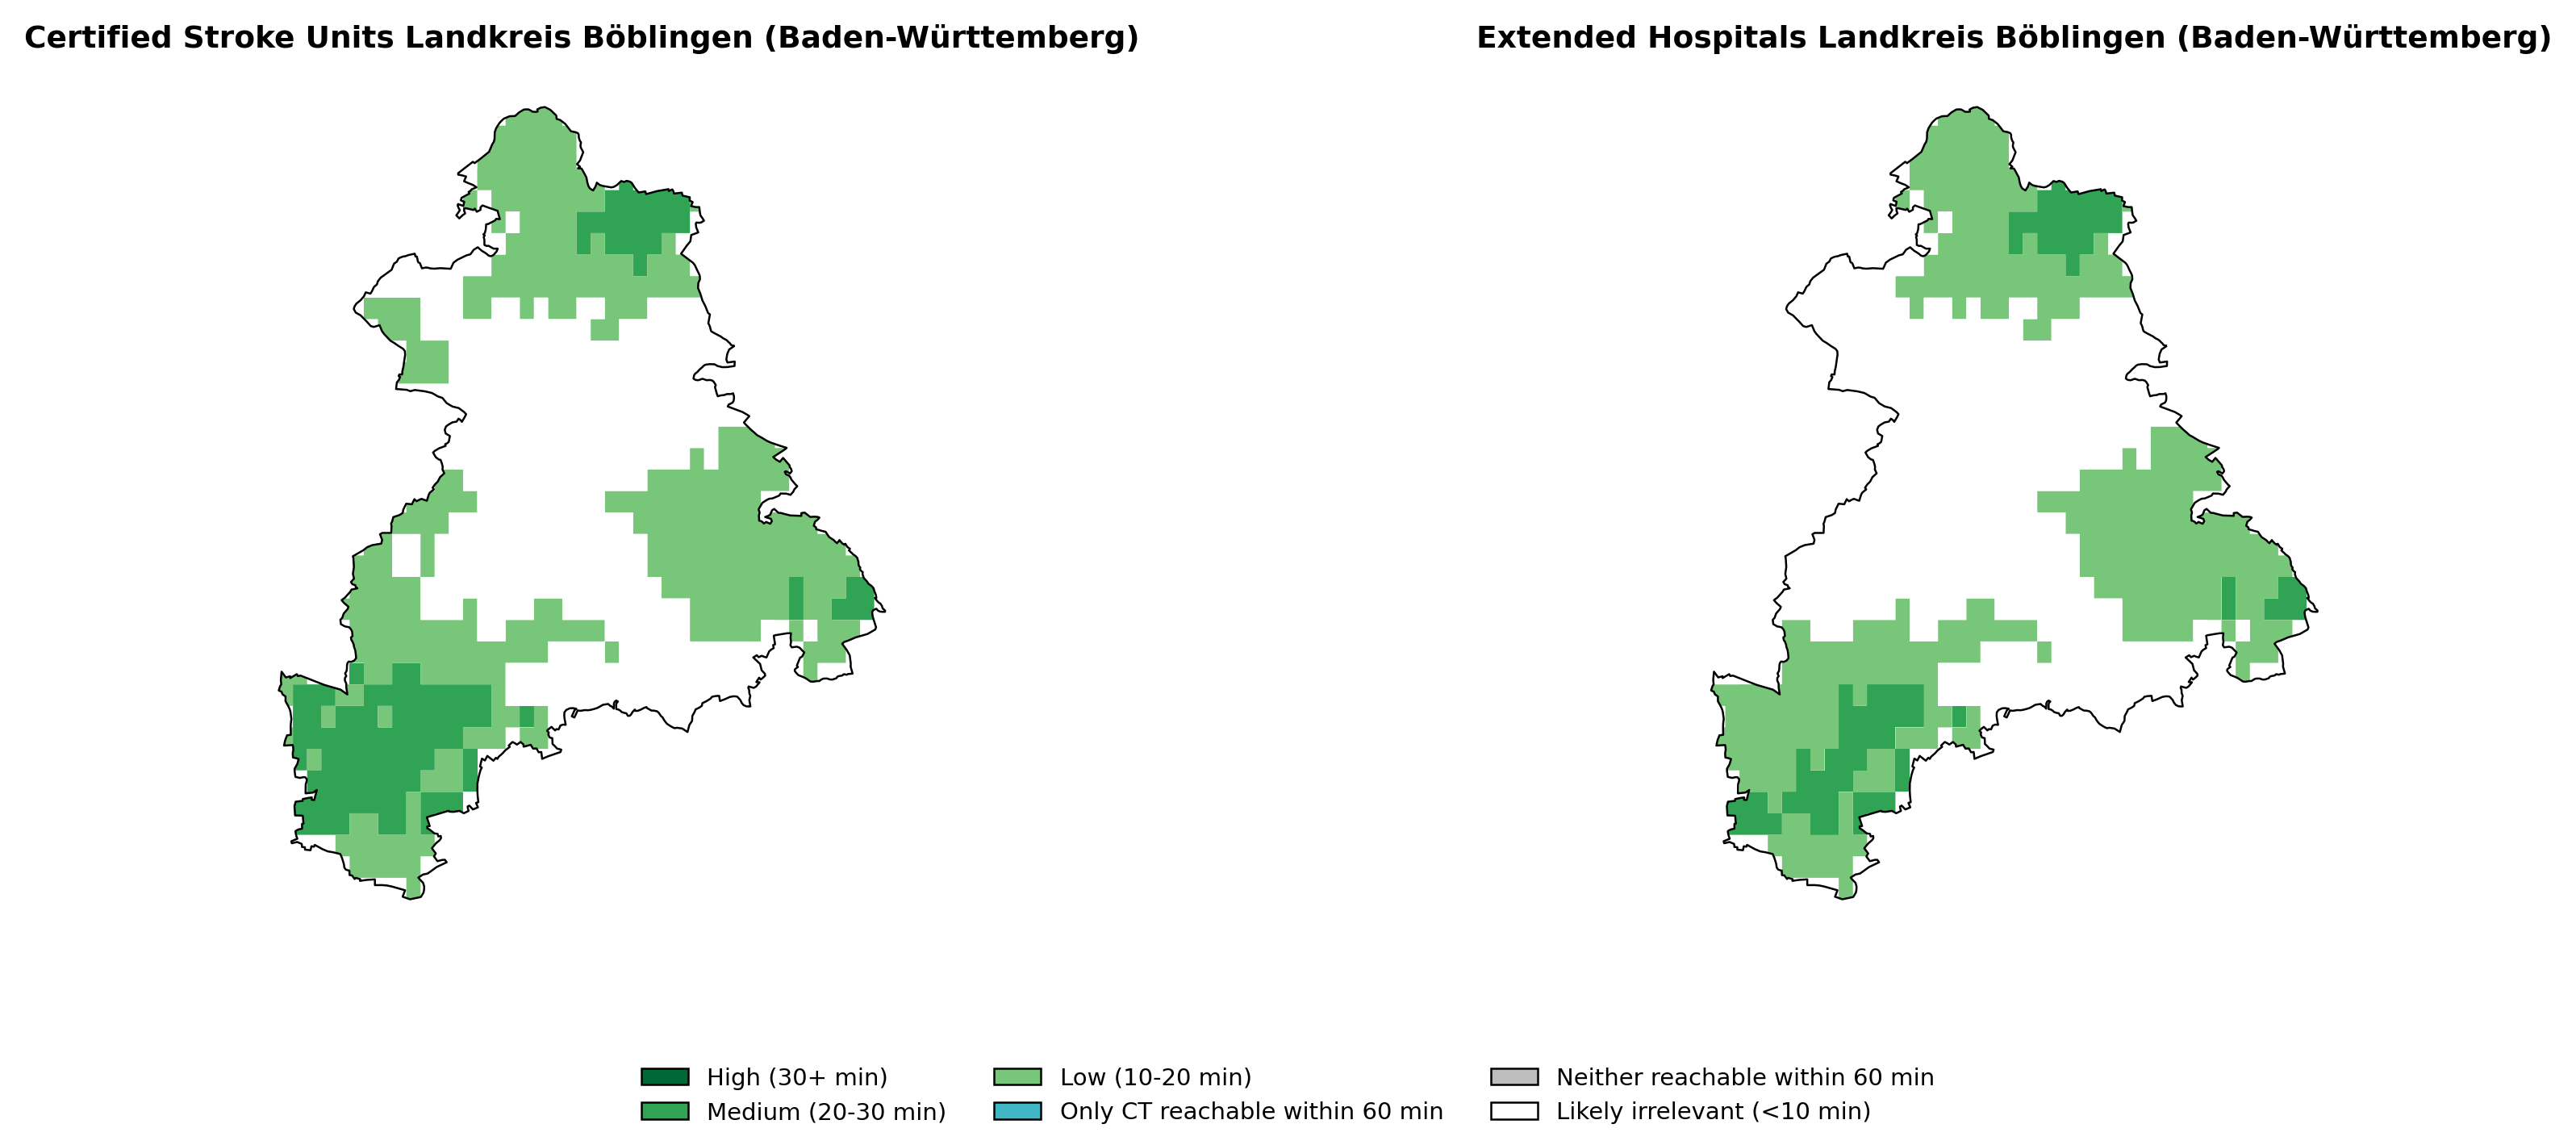 Certified Stroke Units Landkreis Böblingen (Baden-Württemberg)
Extended Hospitals Landkreis Böblingen (Baden-Württemberg)
High (30+ min)
Medium (20-30 min)
Low (10-20 min)
Only CT reachable within 60 min
Neither reachable within 60 min
Likely irrelevant (<10 min)